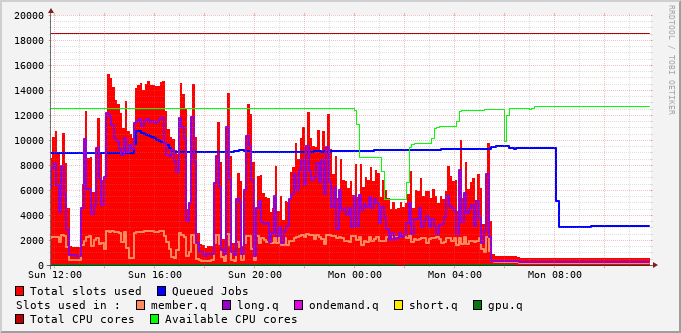 20000
18000
16000
14000
12000
10000
8000
6000
4000
2000
0
Sun 12:00 Sun 16:00 Sun 20:00 Mon 00:00 Mon 04:00 Mon 08:00
Total slots used Queued Jobs
Slots used in : member.q long.q ondemand.q short.q gpu.q
Total CPU cores Available CPU cores
RRDTOOL / TOBI OETIKER